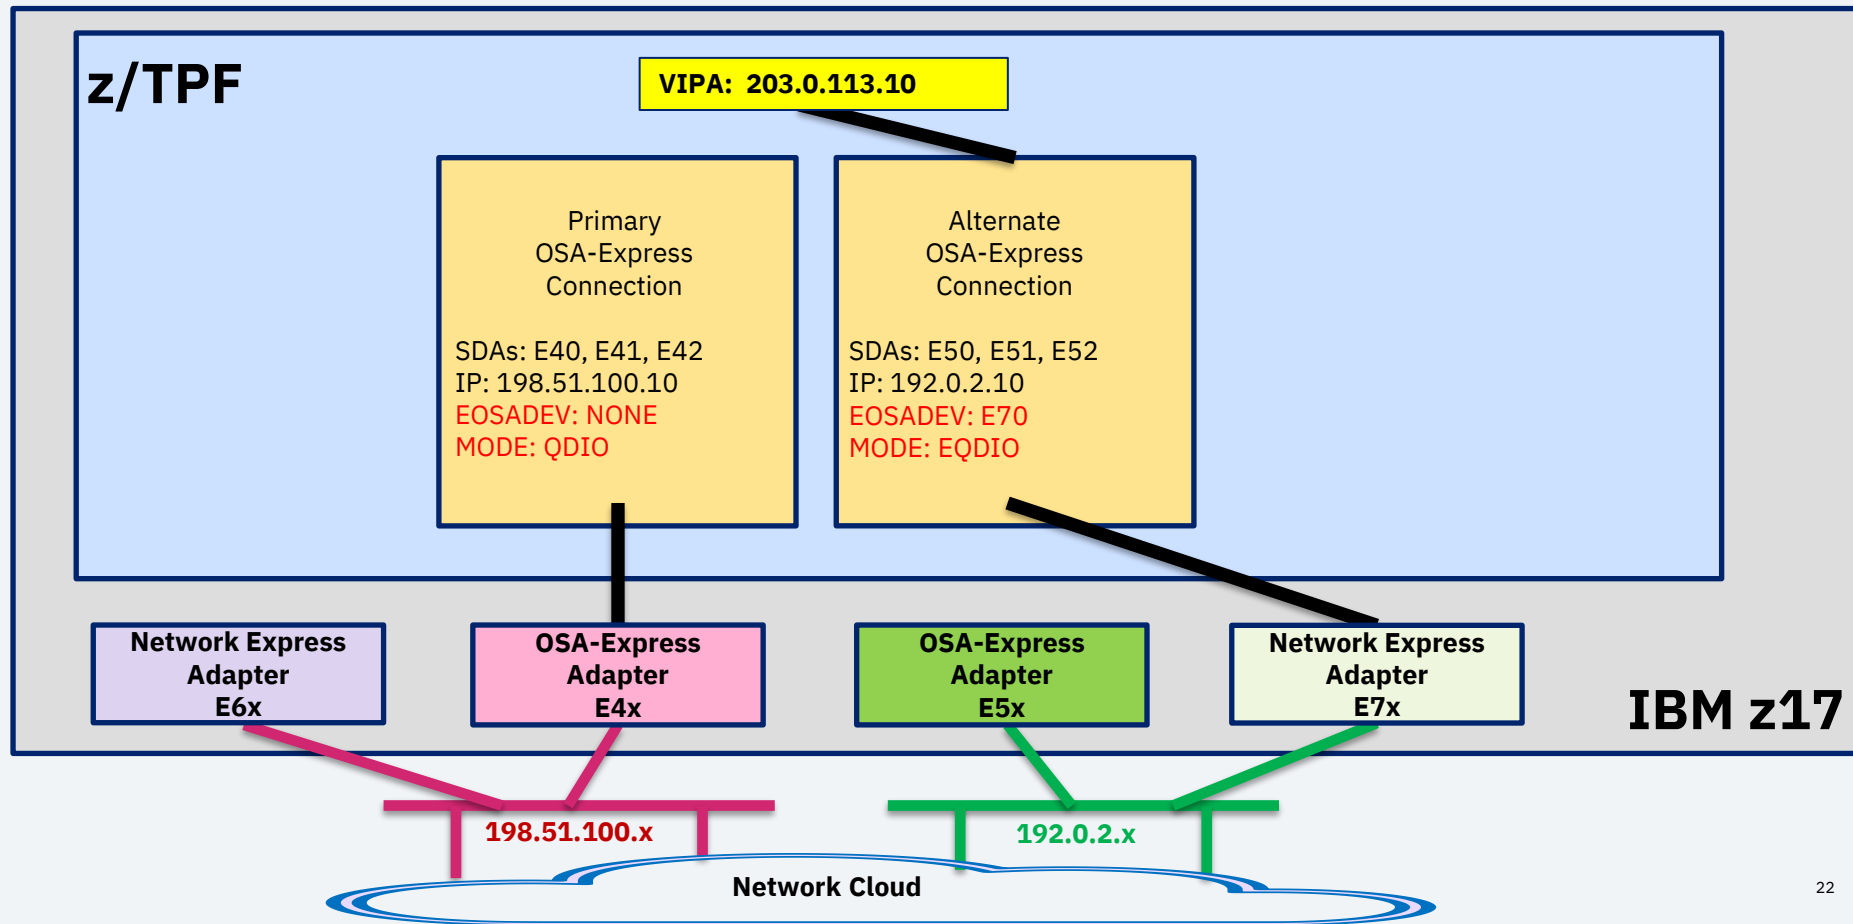 z/TPF
VIPA: 203.0.113.10
Primary
OSA-Express
Connection
SDAs: E40, E41, E42
IP: 198.51.100.10
EOSADEV: NONE
MODE: QDIO
Alternate
OSA-Express
Connection
SDAs: E50, E51, E52
IP: 192.0.2.10
EOSADEV: E70
MODE: EQDIO
Network Express
Adapter
E6x
OSA-Express
Adapter
E4x
OSA-Express
Adapter
E5x
Network Express
Adapter
E7x
IBM z17
198.51.100.x
192.0.2.x
Network Cloud
22